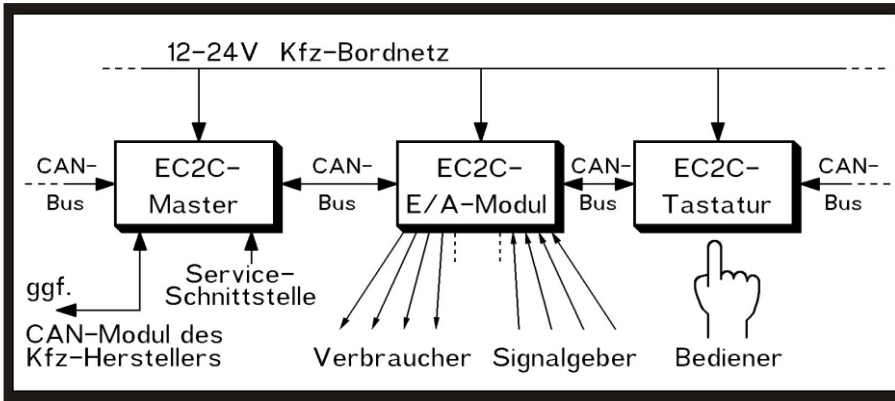 12-24V Kfz-Bordnetz
CAN-
Bus
EC2C-
Master
CAN-
Bus
EC2C-
E/A-Modul
CAN-
Bus
EC2C-
Tastatur
CAN-
Bus
ggf.
CAN-Modul des
Kfz-Herstellers
Service-
Schnittstelle
Verbraucher
Signalgeber
Bediener